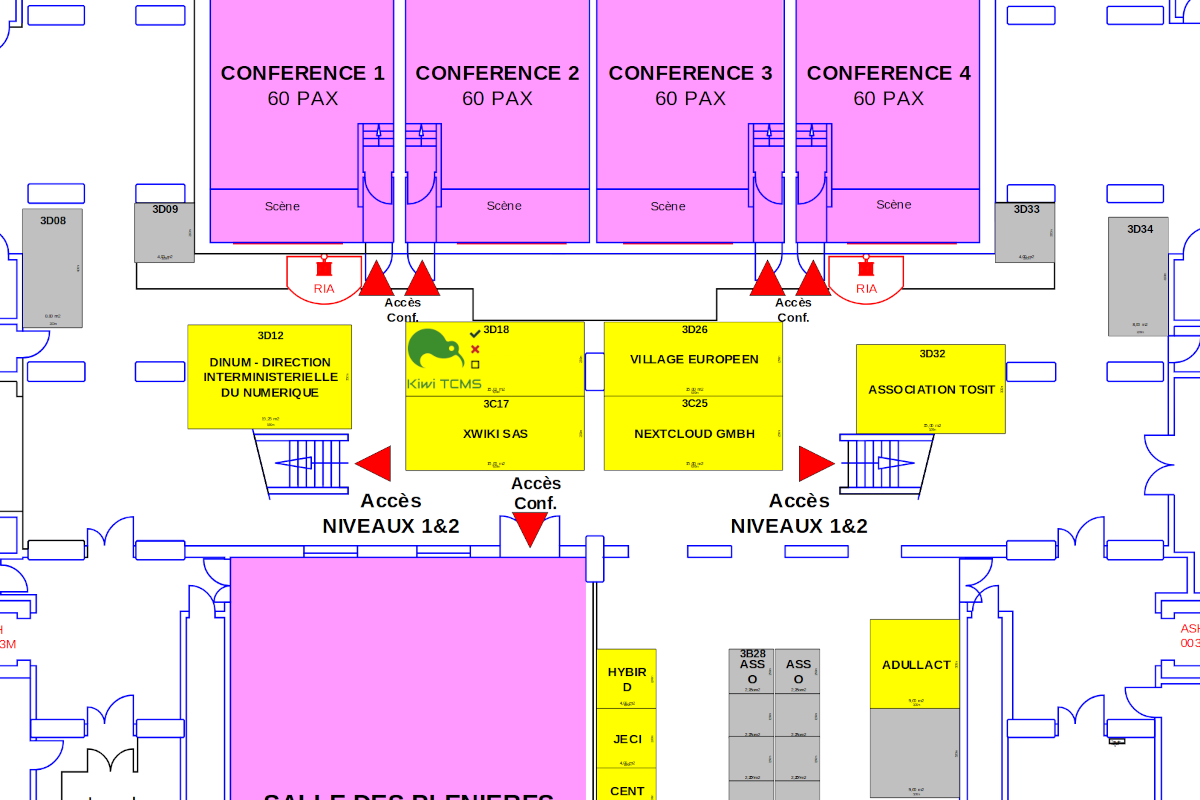 CONFERENCE 1
60 PAX
CONFERENCE 2
60 PAX
CONFERENCE 3
60 PAX
CONFERENCE 4
60 PAX
Scène
Scène
Scène
Scène
3D08
3D09
3D33
3D34
RIA
RIA
Accès
Conf.
Accès
Conf.
3D12
DINUM - DIRECTION
INTERMINISTERIELLE
DU NUMERIQUE
3D18
Kiwi TCMS
3D26
VILLAGE EUROPEEN
3D32
ASSOCIATION TOSIT
3C17
XWIKI SAS
3C25
NEXTCLOUD GMBH
Accès
NIVEAUX 1&2
Accès
Conf.
Accès
NIVEAUX 1&2
3M
ASH
003
HYBIR
D
3B28
ASS
O
ASS
O
ADULLACT
JECI
CENT
SALLE DES PLENIERES